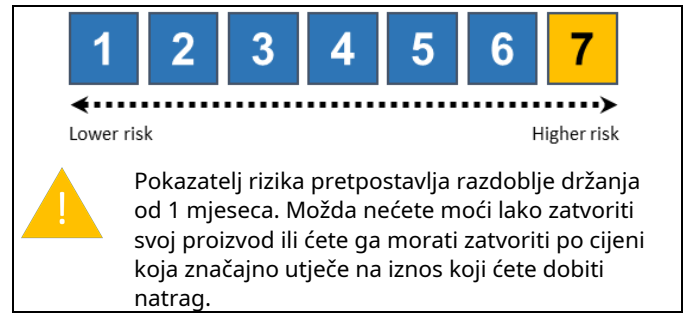 1 2 3 4 5 6 7
Lower risk Higher risk
!
Pokazatelj rizika pretpostavlja razdoblje držanja
od 1 mjeseca. Možda nećete moći lako zatvoriti
svoj proizvod ili ćete ga morati zatvoriti po cijeni
koja značajno utječe na iznos koji ćete dobiti
natrag.